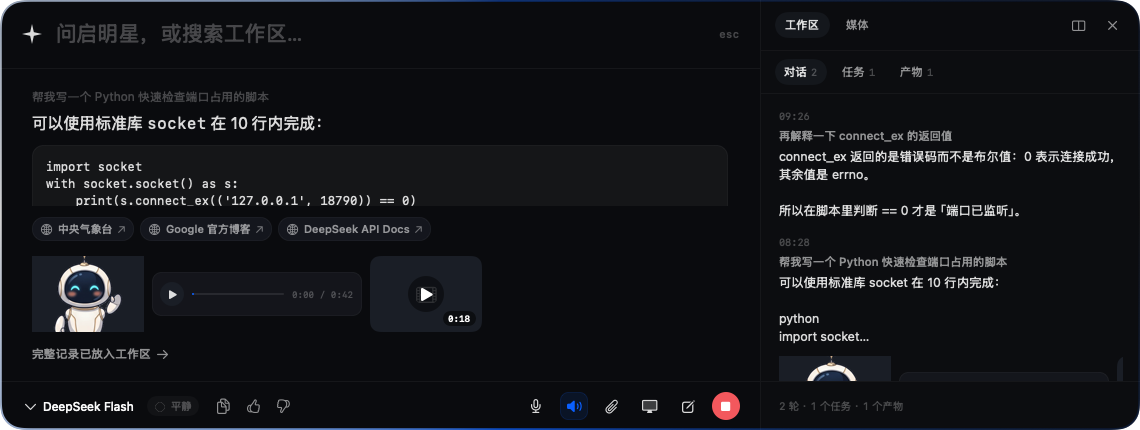 问启明星，或搜索工作区...
esc
帮我写一个 Python 快速检查端口占用的脚本
可以使用标准库 socket 在 10 行内完成：
import socket
with socket.socket() as s:
    print(s.connect_ex(('127.0.0.1', 18790)) == 0)
中央气象台 ↗
Google 官方博客 ↗
DeepSeek API Docs ↗
0:00 / 0:42
0:18
完整记录已放入工作区 →
DeepSeek Flash
平静
工作区
媒体
对话 2
任务 1
产物 1
09:26
再解释一下 connect_ex 的返回值
connect_ex 返回的是错误码而不是布尔值：0 表示连接成功，
其余值是 errno。
所以在脚本里判断 == 0 才是「端口已监听」。
08:28
帮我写一个 Python 快速检查端口占用的脚本
可以使用标准库 socket 在 10 行内完成：
python
import socket...
2 轮 · 1 个任务 · 1 个产物